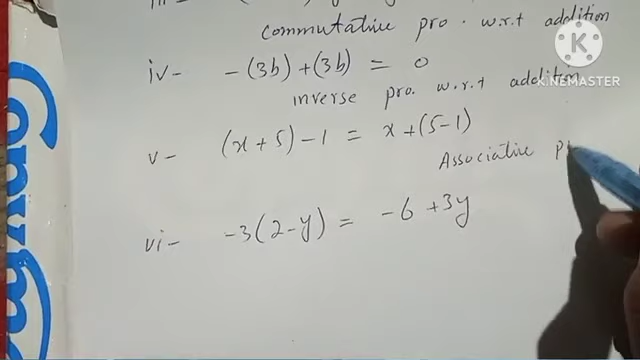 commutative pro. w.r.t addition
iv- -(3b) + (3b) = 0
inverse pro. w.r.t addition
v- (x+5)-1 = x+(5-1)
Associative p
vi- -3(2-y) = -6 +3y
K
KINEMASTER